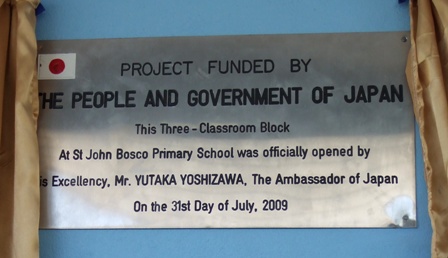 PROJECT FUNDED BY
THE PEOPLE AND GOVERNMENT OF JAPAN
This Three - Classroom Block
At St John Bosco Primary School was officially opened by
is Excellency, Mr. YUTAKA YOSHIZAWA, The Ambassador of Japan
On the 31st Day of July, 2009